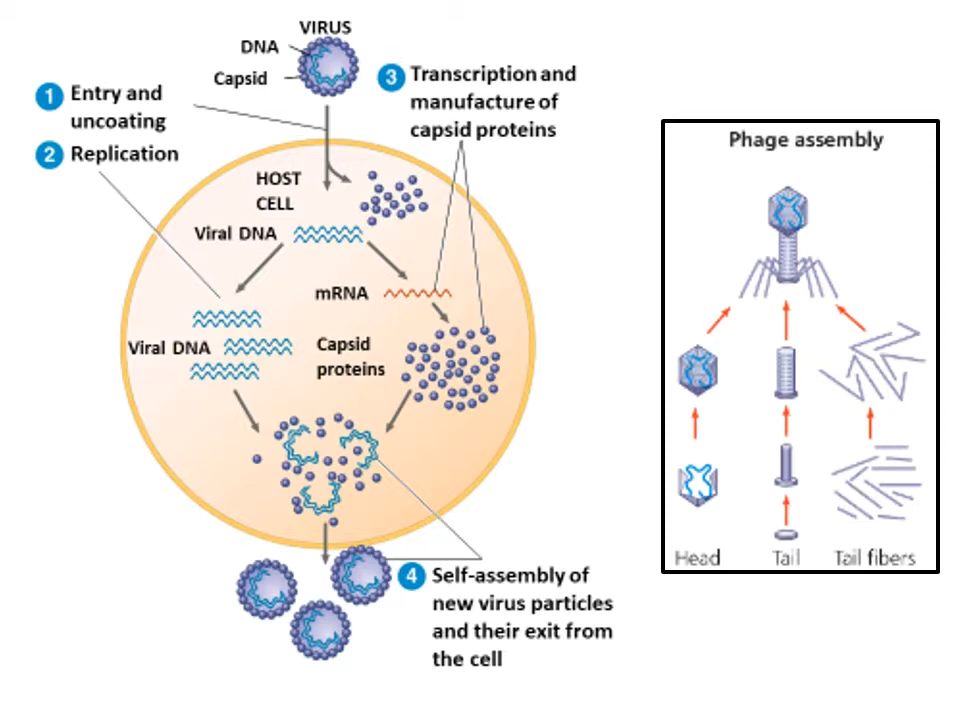 VIRUS
DNA
Capsid
1 Entry and
uncoating
2 Replication
3 Transcription and
manufacture of
capsid proteins
HOST
CELL
Viral DNA
mRNA
Viral DNA
Capsid
proteins
4 Self-assembly of
new virus particles
and their exit from
the cell
Phage assembly
Head
Tail
Tail fibers